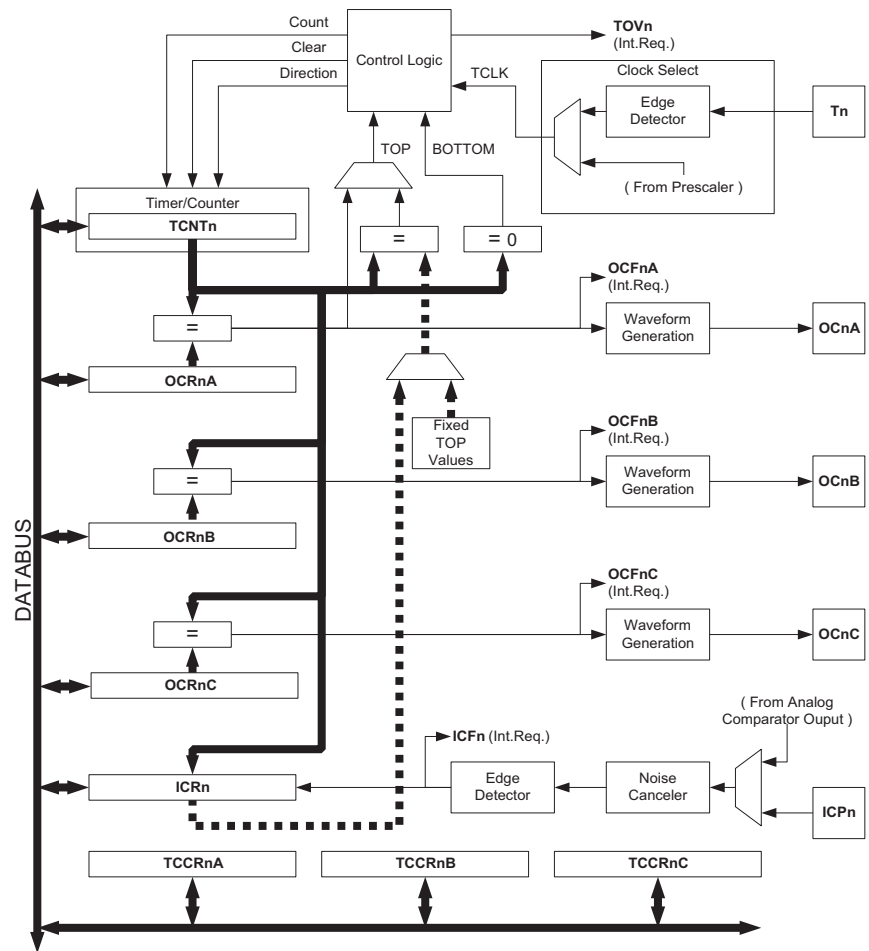 Count
TOVn
(Int.Req.)
Clear
Control Logic
Clock Select
Direction
TCLK
Edge
Detector
Tn
TOP
BOTTOM
( From Prescaler )
Timer/Counter
TCNTn
=
= 0
OCFnA
(Int.Req.)
=
Waveform
Generation
OCnA
OCRnA
Fixed
TOP
Values
OCFnB
(Int.Req.)
=
Waveform
Generation
OCnB
OCRnB
DATABUS
OCFnC
(Int.Req.)
=
Waveform
Generation
OCnC
OCRnC
( From Analog
Comparator Ouput )
ICFn (Int.Req.)
ICRn
Edge
Detector
Noise
Canceler
ICPn
TCCRnA
TCCRnB
TCCRnC